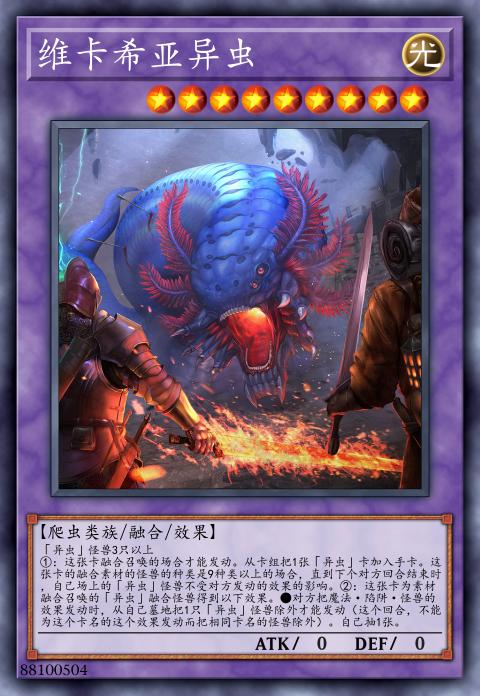 维卡希亚异虫
光
【爬虫类族/融合/效果】
「异虫」怪兽3只以上
①：这张卡融合召唤的场合才能发动。从卡组把1张「异虫」卡加入手卡。这
张卡的融合素材的怪兽的种类是9种类以上的场合，直到下个对方回合结束时
，自己场上的「异虫」怪兽不受对方发动的效果的影响。②：这张卡为素材
融合召唤的「异虫」融合怪兽得到以下效果。●对方把魔法·陷阱·怪兽的
效果发动时，从自己墓地把1只「异虫」怪兽除外才能发动（这个回合，不能
为这个卡名的这个效果发动而把相同卡名的怪兽除外）。自己抽1张。
ATK/ 0 DEF/ 0
88100504